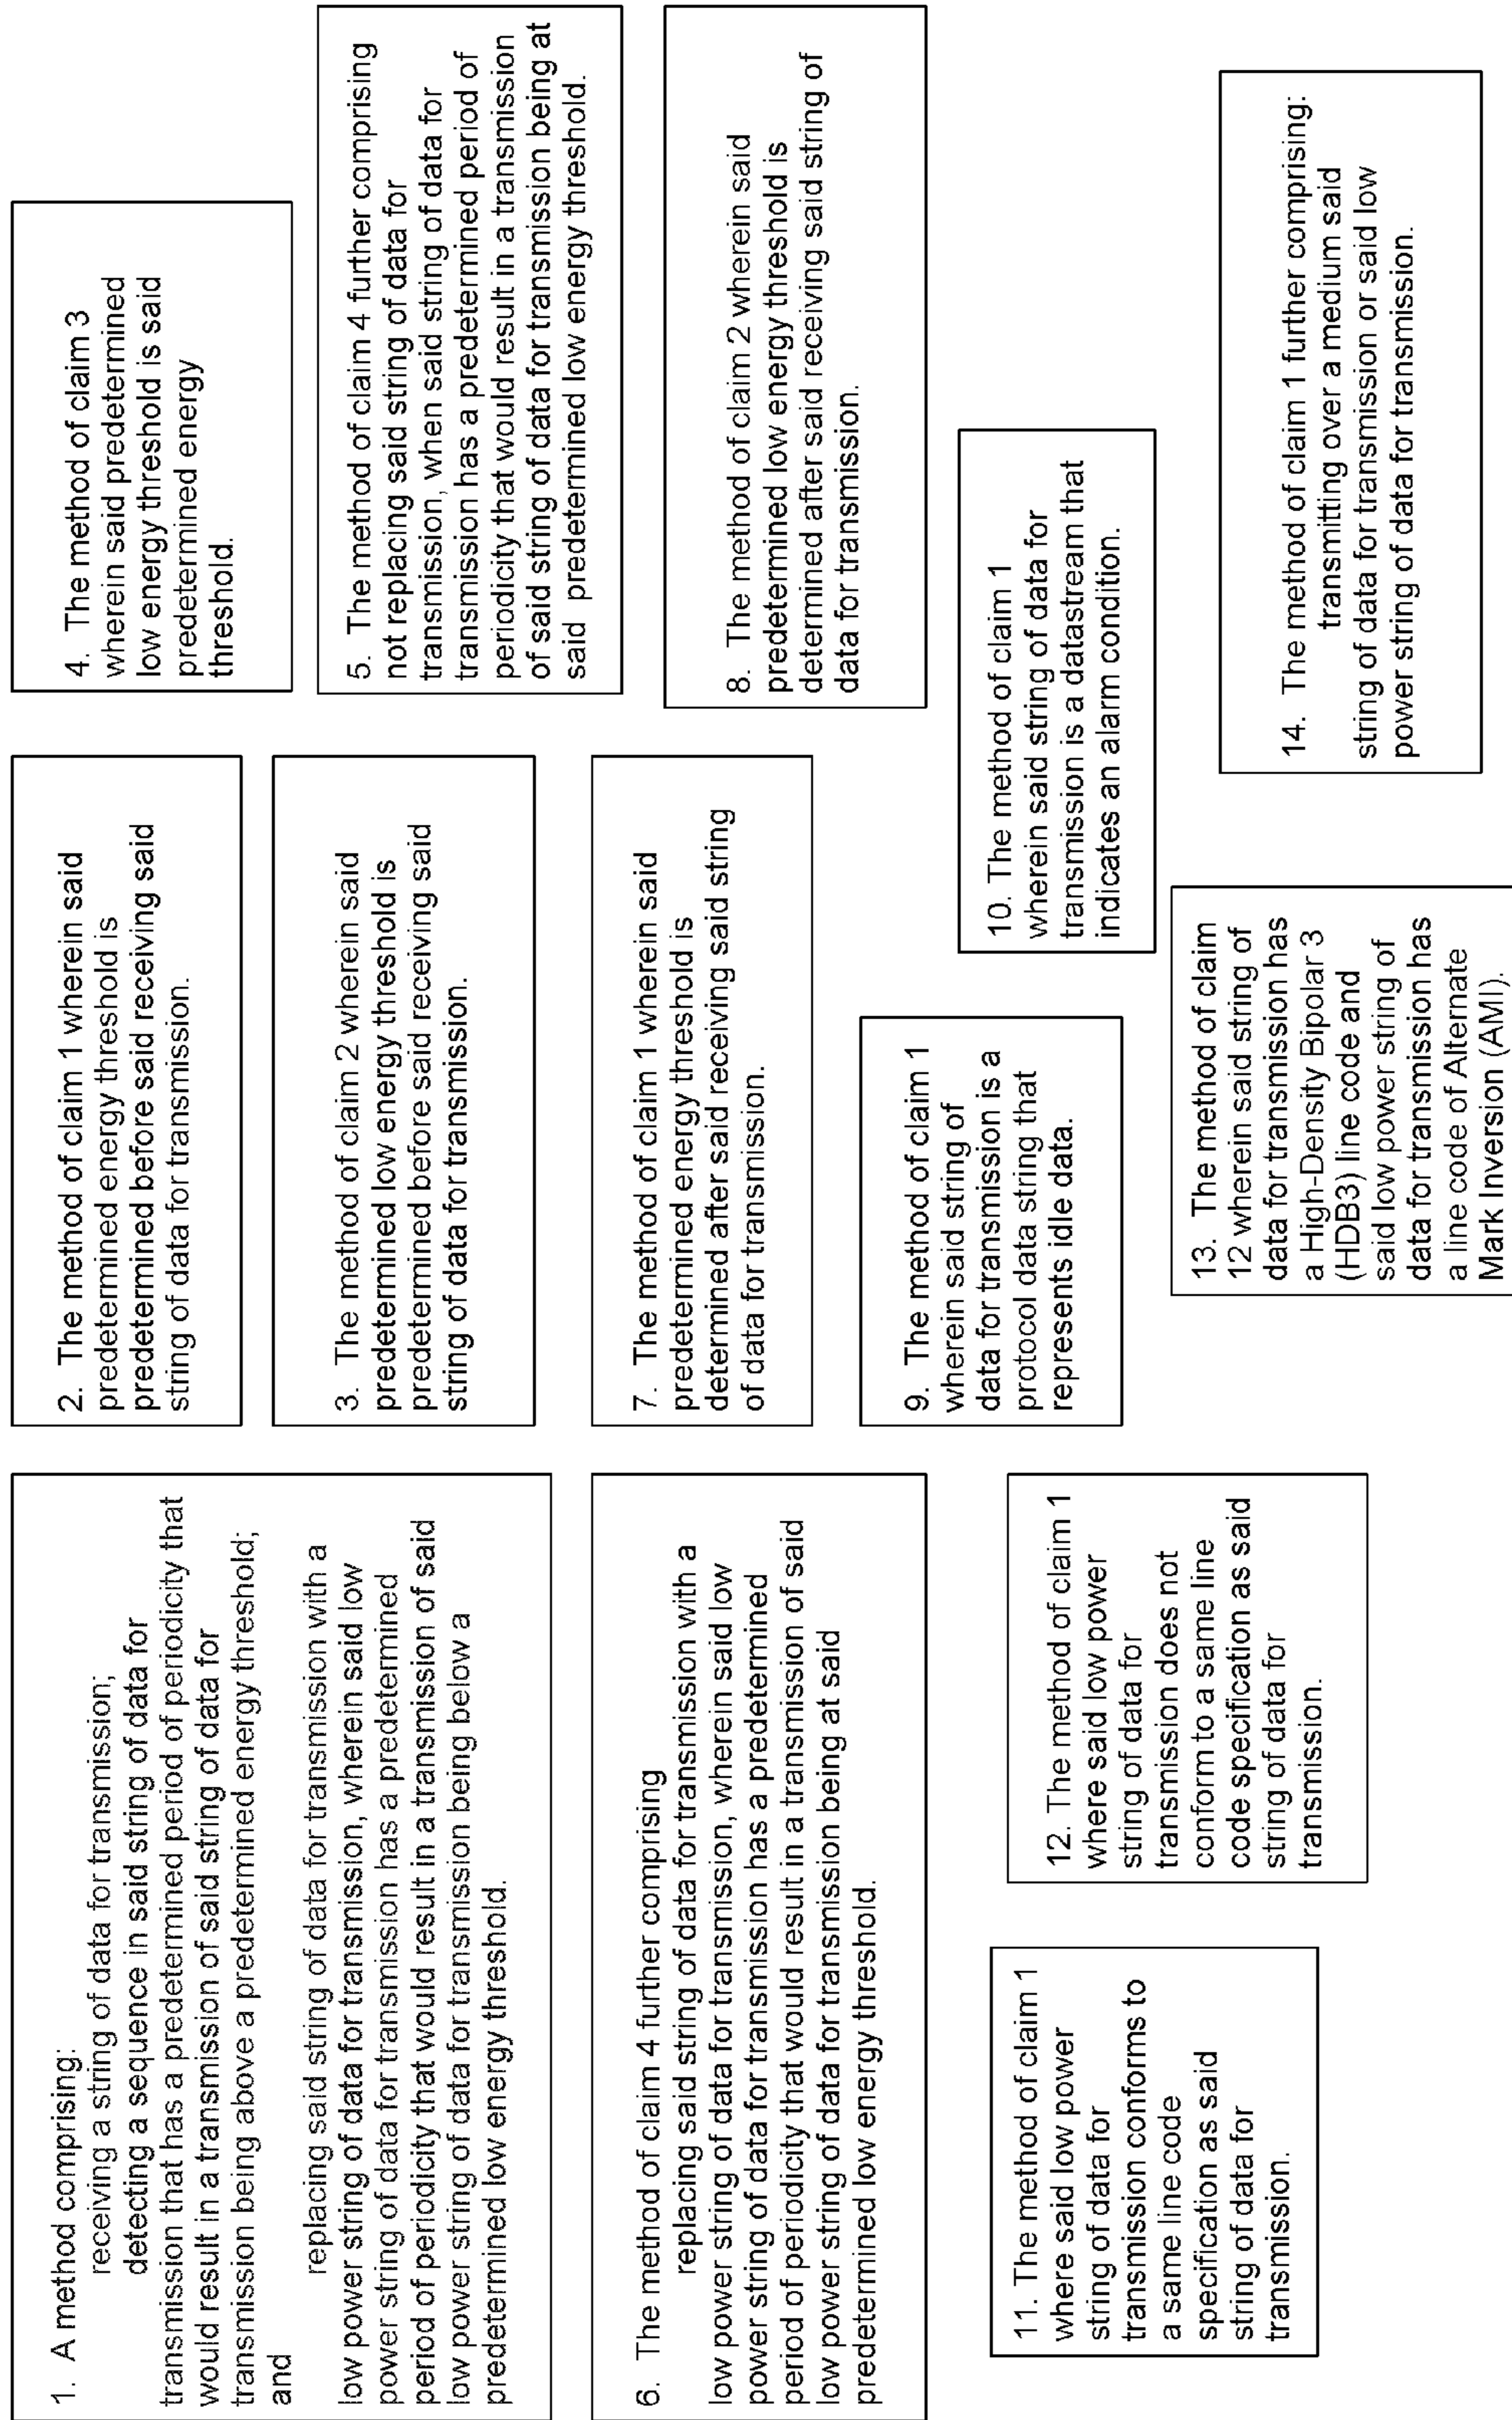 1. A method comprising:
receiving a string of data for transmission;
detecting a sequence in said string of data for
transmission that has a predetermined period of periodicity that
would result in a transmission of said string of data for
transmission being above a predetermined energy threshold;
and
replacing said string of data for transmission with a
low power string of data for transmission, wherein said low
power string of data for transmission has a predetermined
period of periodicity that would result in a transmission of said
low power string of data for transmission being below a
predetermined low energy threshold.
2. The method of claim 1 wherein said
predetermined energy threshold is
predetermined before said receiving said
string of data for transmission.
3. The method of claim 2 wherein said
predetermined low energy threshold is
predetermined before said receiving said
string of data for transmission.
4. The method of claim 3
wherein said predetermined
low energy threshold is said
predetermined energy
threshold.
5. The method of claim 4 further comprising
not replacing said string of data for
transmission, when said string of data for
transmission has a predetermined period of
periodicity that would result in a transmission
of said string of data for transmission being at
said predetermined low energy threshold.
6. The method of claim 4 further comprising
replacing said string of data for transmission with a
low power string of data for transmission, wherein said low
power string of data for transmission has a predetermined
period of periodicity that would result in a transmission of said
low power string of data for transmission being at said
predetermined low energy threshold.
7. The method of claim 1 wherein said
predetermined energy threshold is
determined after said receiving said string
of data for transmission.
8. The method of claim 2 wherein said
predetermined low energy threshold is
determined after said receiving said string of
data for transmission.
9. The method of claim 1
wherein said string of
data for transmission is a
protocol data string that
represents idle data.
10. The method of claim 1
wherein said string of data for
transmission is a datastream that
indicates an alarm condition.
11. The method of claim 1
where said low power
string of data for
transmission conforms to
a same line code
specification as said
string of data for
transmission.
12. The method of claim 1
where said low power
string of data for
transmission does not
conform to a same line
code specification as said
string of data for
transmission.
13. The method of claim
12 wherein said string of
data for transmission has
a High-Density Bipolar 3
(HDB3) line code and
said low power string of
data for transmission has
a line code of Alternate
Mark Inversion (AMI).
14. The method of claim 1 further comprising:
transmitting over a medium said
string of data for transmission or said low
power string of data for transmission.